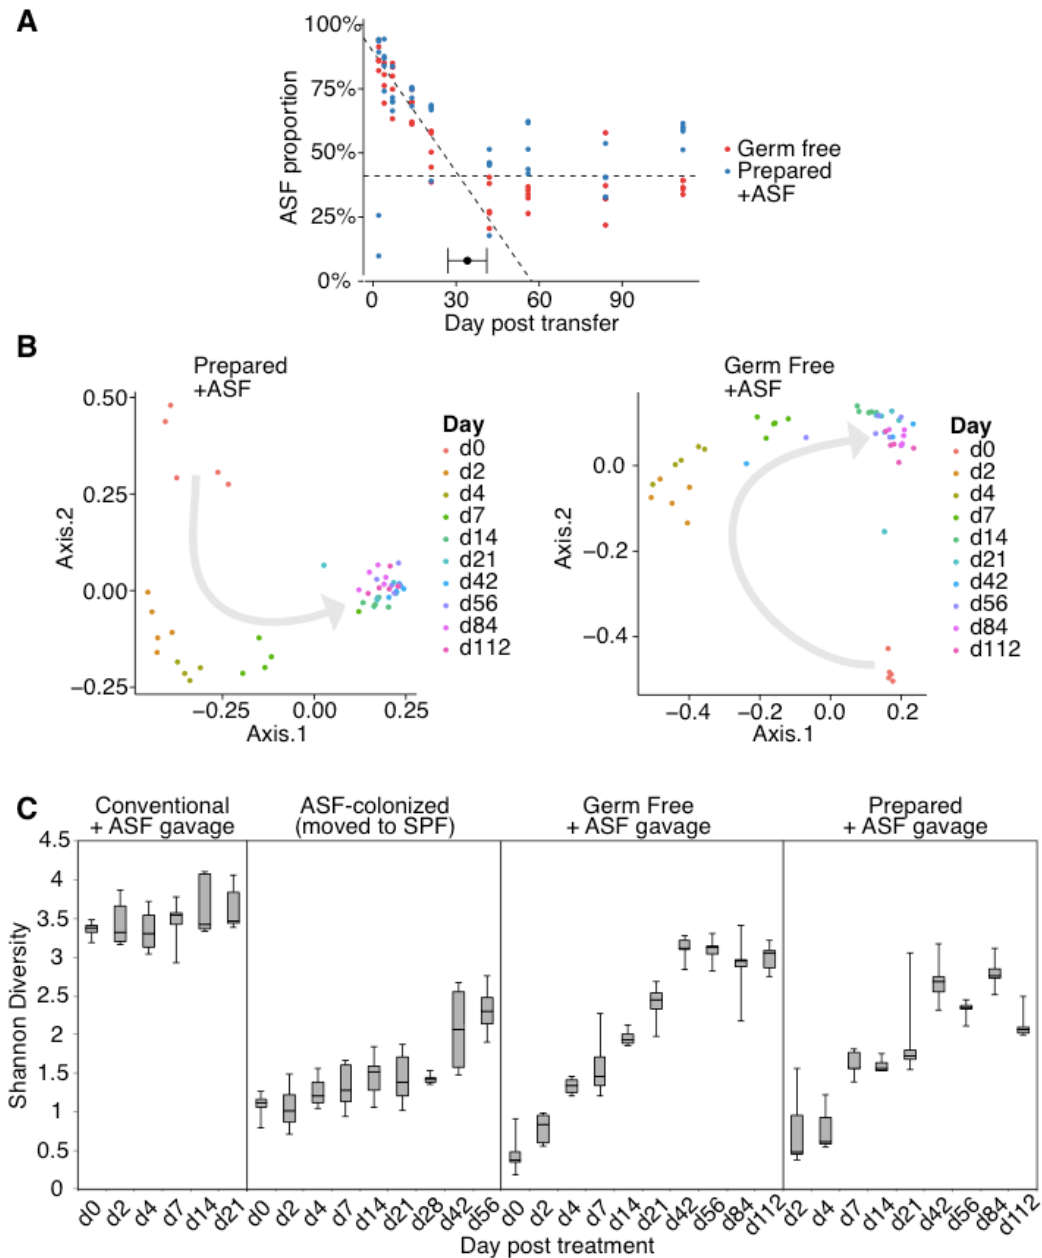 A
100%
75%
50%
25%
0%
ASF proportion
0 30 60 90
Day post transfer
Germ free
Prepared
+ASF
B
Prepared
+ASF
0.50
0.25
0.00
−0.25
Axis.2
−0.25 0.00 0.25
Axis.1
Day
d0
d2
d4
d7
d14
d21
d42
d56
d84
d112
Germ Free
+ASF
0.0
−0.2
−0.4
Axis.2
−0.4 −0.2 0.0 0.2
Axis.1
Day
d0
d2
d4
d7
d14
d21
d42
d56
d84
d112
C
Conventional
+ ASF gavage
ASF-colonized
(moved to SPF)
Germ Free
+ ASF gavage
Prepared
+ ASF gavage
4.5
4
3.5
3
2.5
2
1.5
1
0.5
0
Shannon Diversity
d0 d2 d4 d7 d14 d21 d0 d2 d4 d7 d14 d21 d28 d42 d56 d0 d2 d4 d7 d14 d21 d42 d56 d84 d112 d2 d4 d7 d14 d21 d42 d56 d84 d112
Day post treatment